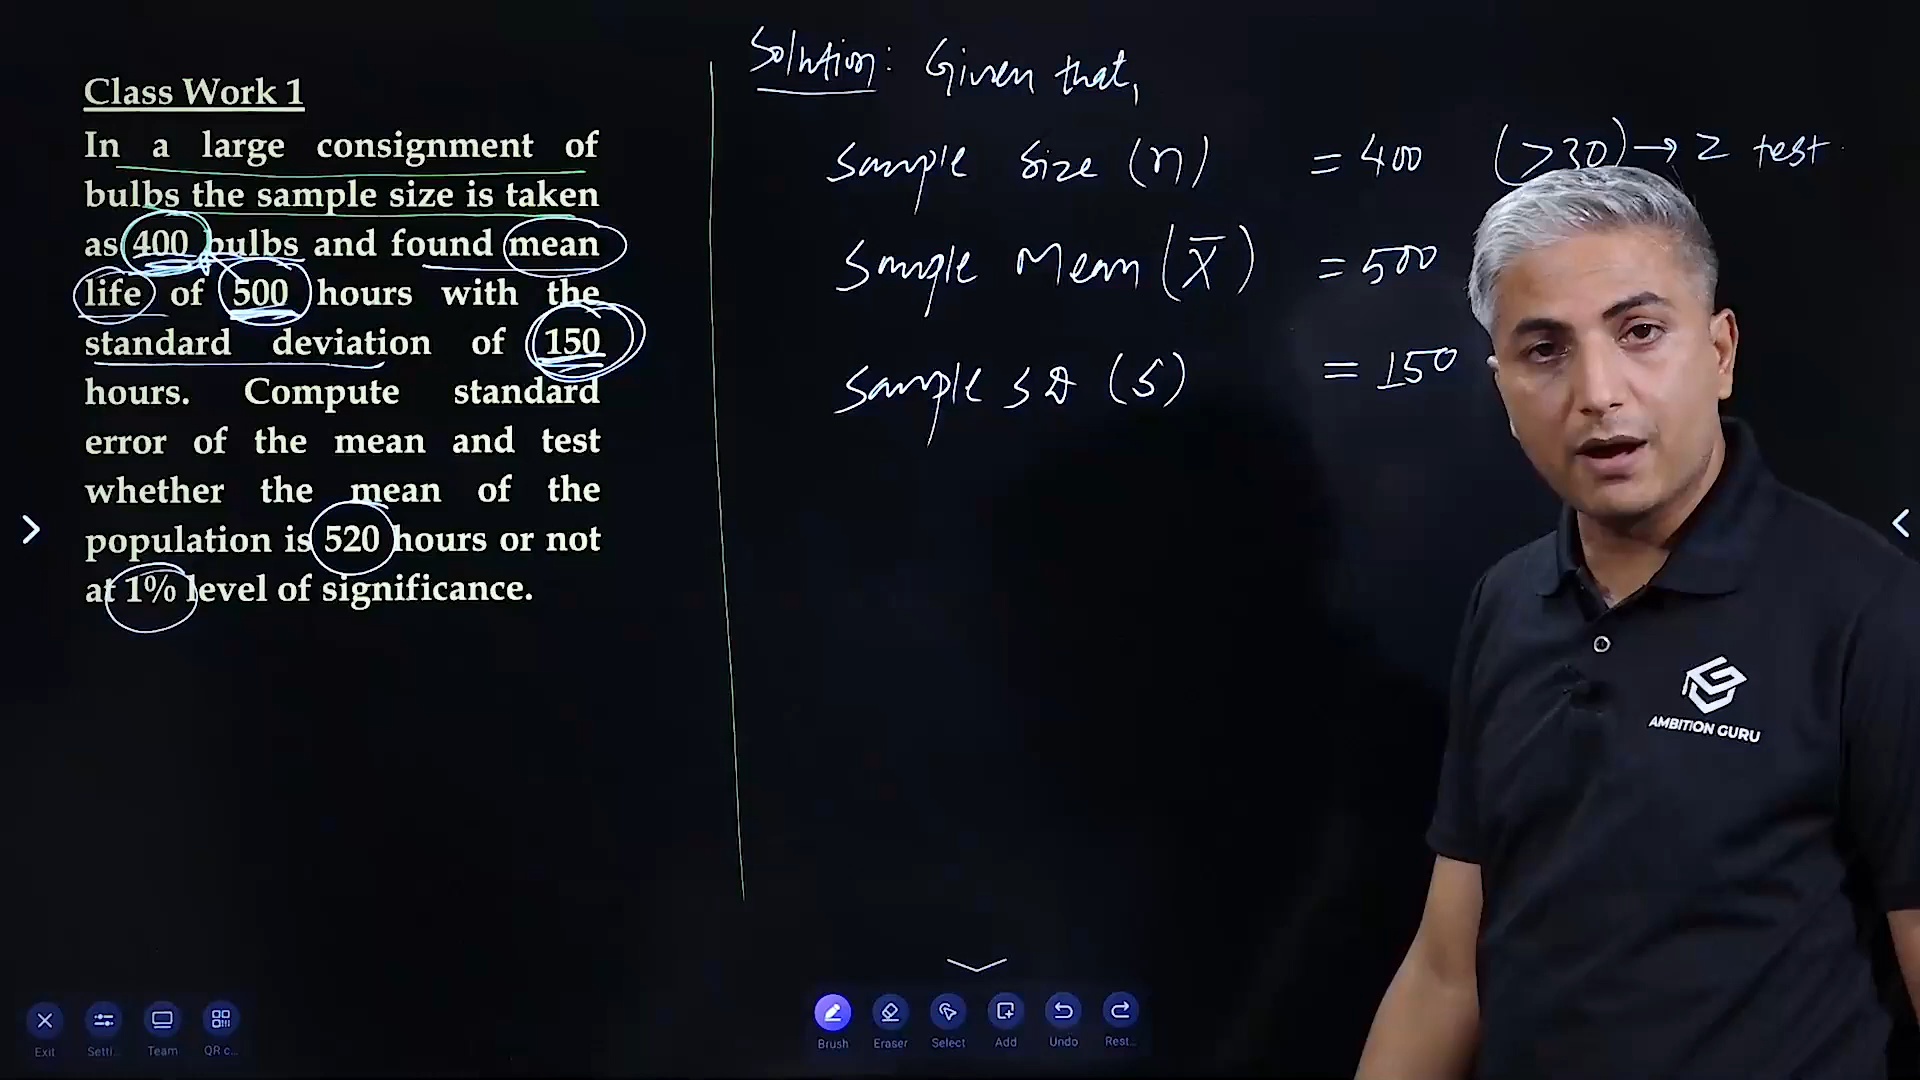 Class Work 1
In a large consignment of
bulbs the sample size is taken
as 400 bulbs and found mean
life of 500 hours with the
standard deviation of 150
hours. Compute standard
error of the mean and test
whether the mean of the
population is 520 hours or not
at 1% level of significance.
Solution: Given that,
Sample Size (n) = 400 (>30) → Z test
Sample Mean (X̅) = 500
Sample SD (S) = 150
AMBITION GURU
Exit
Setti...
Team
QR c...
Brush
Eraser
Select
Add
Undo
Rest...